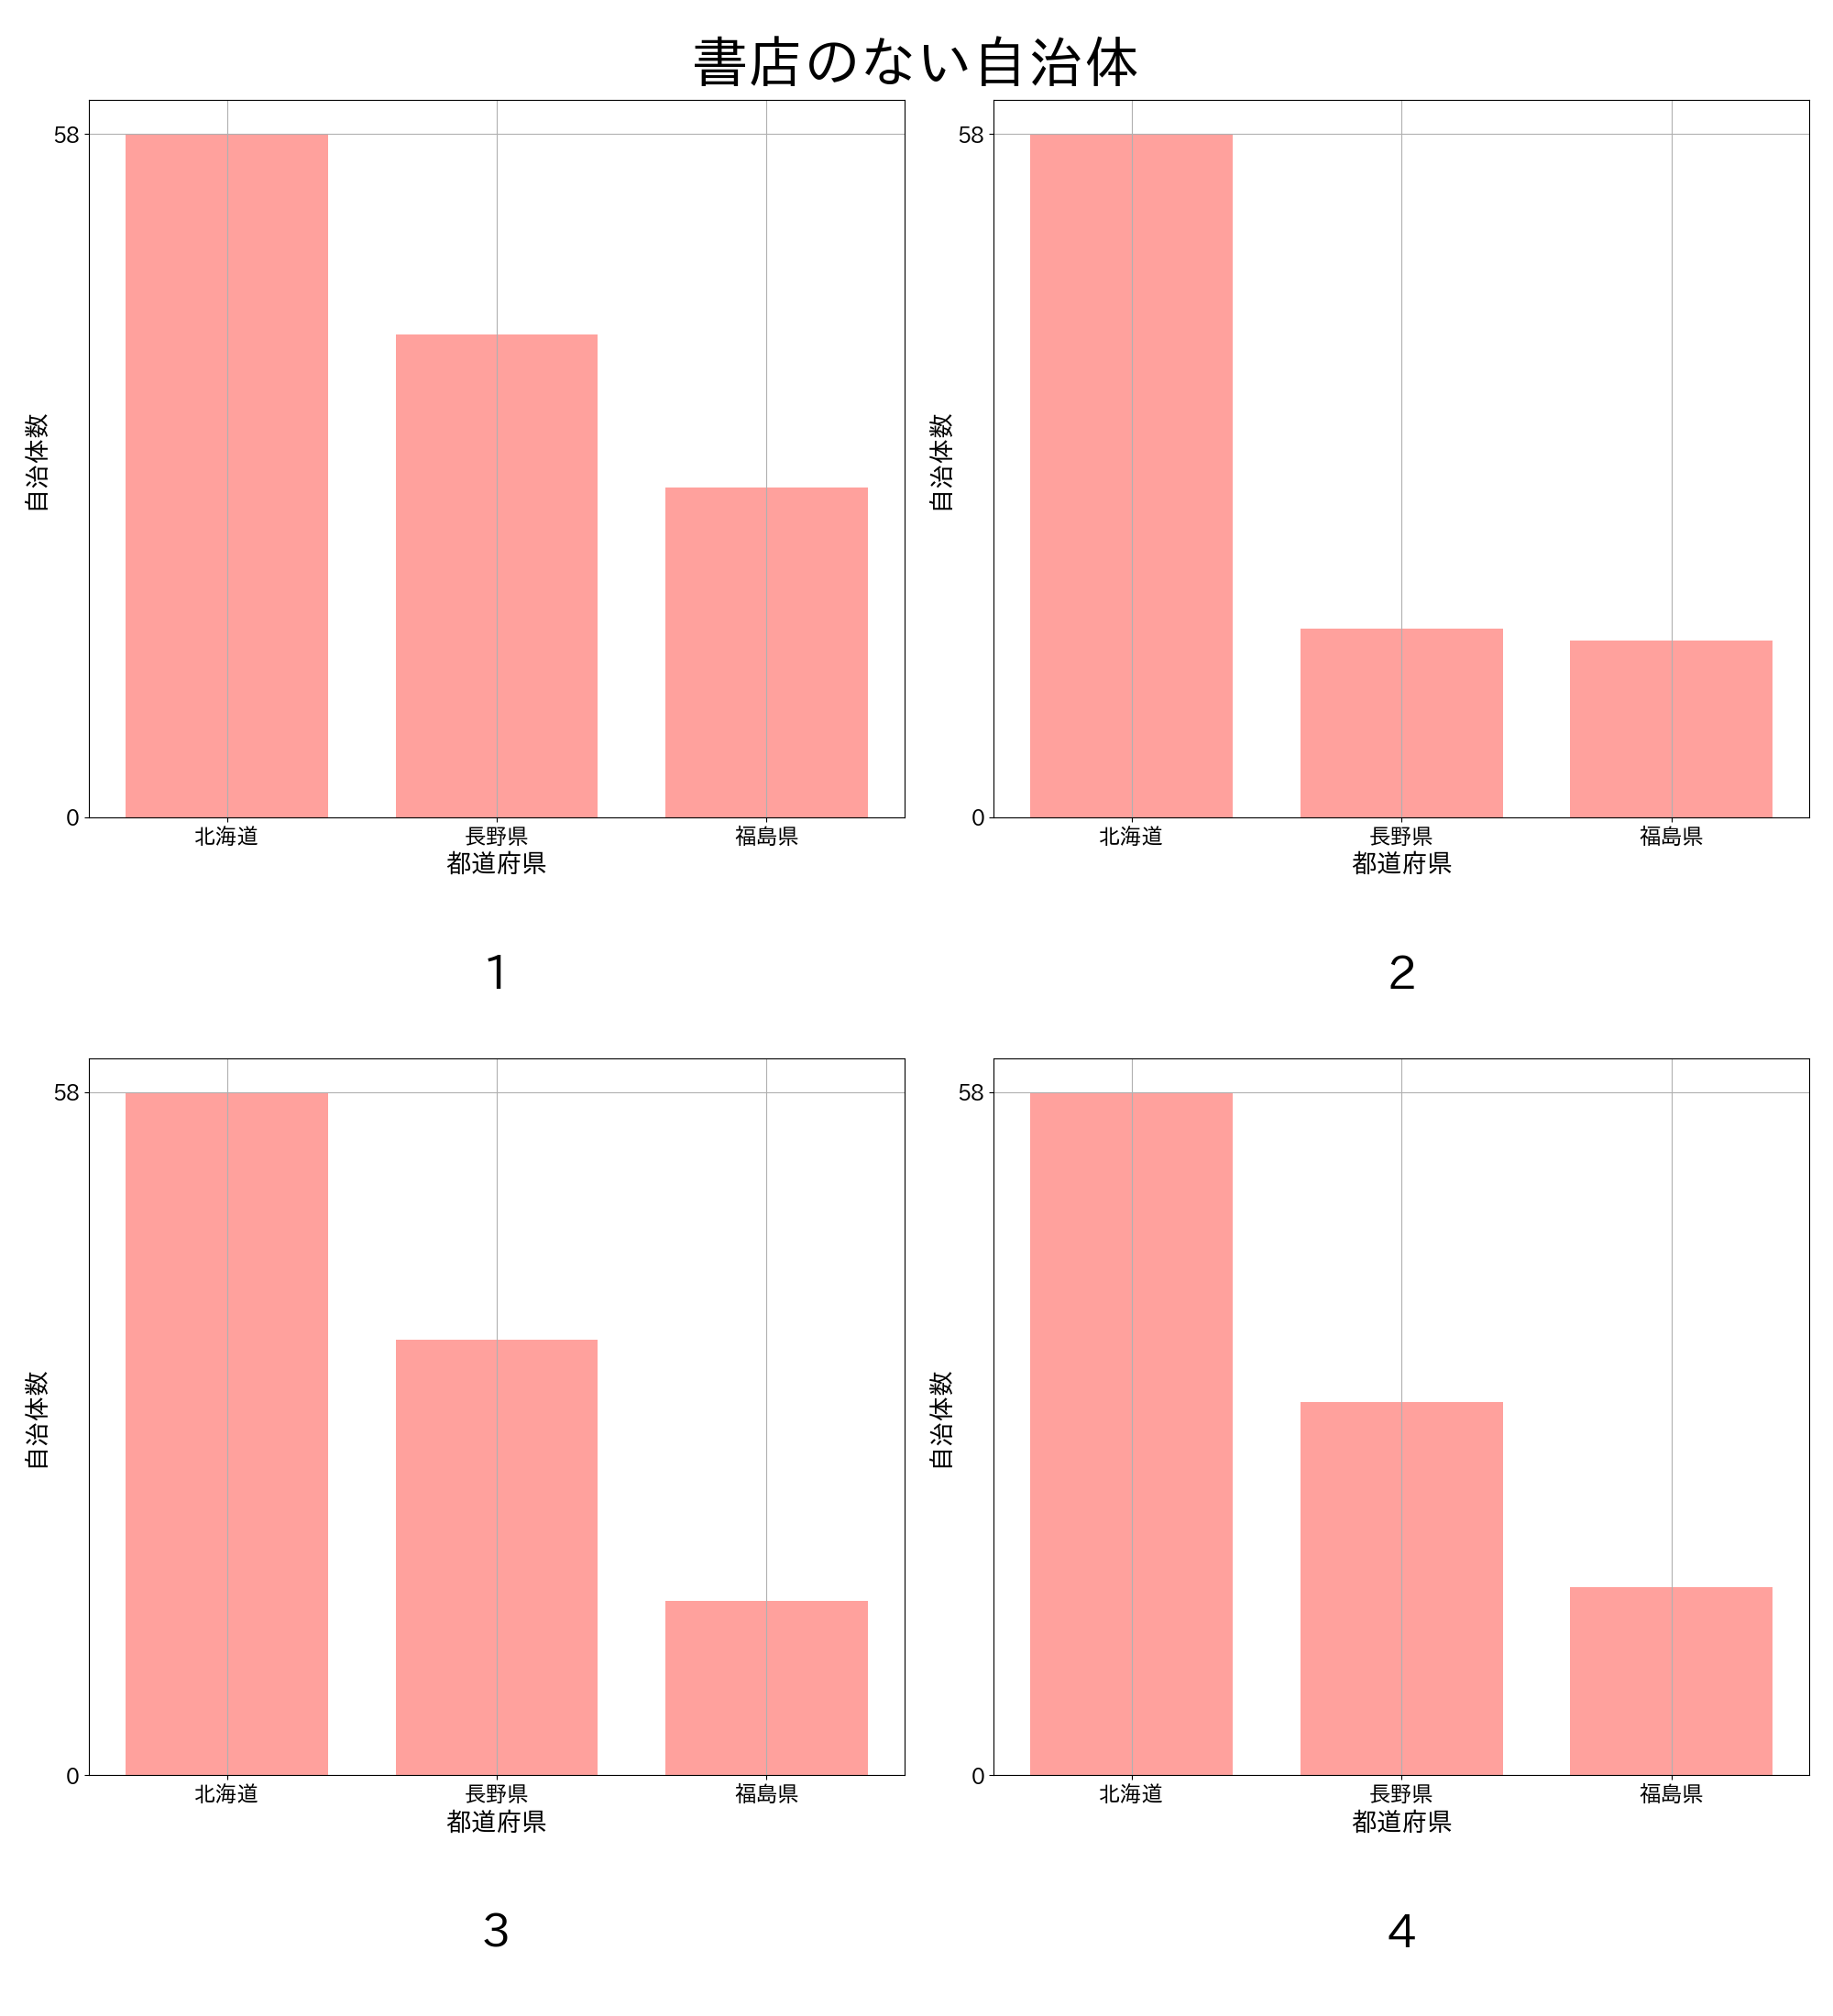 書店のない自治体
58
0
自治体数
北海道 長野県 福島県
都道府県
1
58
0
自治体数
北海道 長野県 福島県
都道府県
2
58
0
自治体数
北海道 長野県 福島県
都道府県
3
58
0
自治体数
北海道 長野県 福島県
都道府県
4